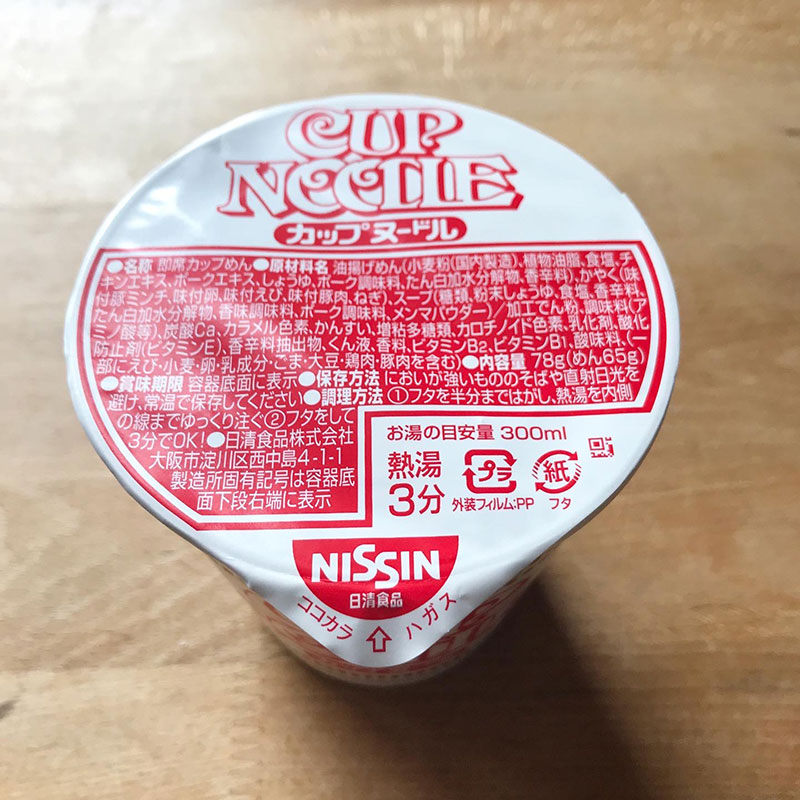 CUP
NOODLE
カップヌードル
●名称 即席カップめん●原材料名 油揚げめん(小麦粉(国内製造)、植物油脂、食塩、チ
キンエキス、ポークエキス、しょうゆ、ポーク調味料、たん白加水分解物、香辛料)、かやく(味
付豚ミンチ、味付卵、味付えび、味付豚肉、ねぎ)、スープ(糖類、粉末しょうゆ、食塩、香辛料、
たん白加水分解物、香味調味料、ポーク調味料、メンマパウダー)/加工でん粉、調味料(ア
ミノ酸等)、炭酸Ca、カラメル色素、かんすい、増粘多糖類、カロチノイド色素、乳化剤、酸化
防止剤(ビタミンE)、香辛料抽出物、くん液、香料、ビタミンB2、ビタミンB1、酸味料、(一
部にえび・小麦・卵・乳成分・ごま・大豆・鶏肉・豚肉を含む)●内容量 78g(めん65g)
●賞味期限 容器底面に表示●保存方法 においが強いもののそばや直射日光を
避け、常温で保存してください●調理方法 ①フタを半分まではがし、熱湯を内側
の線までゆっくり注ぐ②フタをして
3分でOK!●日清食品株式会社
大阪市淀川区西中島4-1-1
製造所固有記号は容器底
面下段右端に表示
お湯の目安量 300ml
熱湯
3分
プラ
外装フィルム:PP
紙
フタ
NISSIN
日清食品
ココカラ ハガス